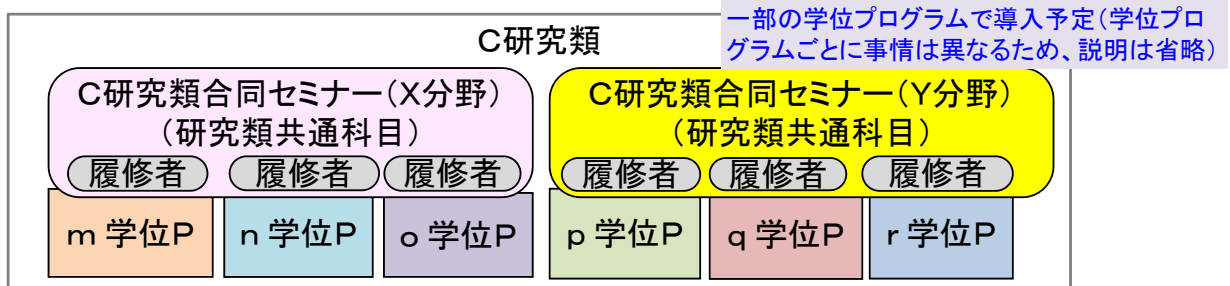 一部の学位プログラムで導入予定(学位プロ
グラムごとに事情は異なるため、説明は省略)
C研究類
C研究類合同セミナー(X分野)
(研究類共通科目)
履修者 履修者 履修者
m 学位P n 学位P o 学位P
C研究類合同セミナー(Y分野)
(研究類共通科目)
履修者 履修者 履修者
p 学位P q 学位P r 学位P